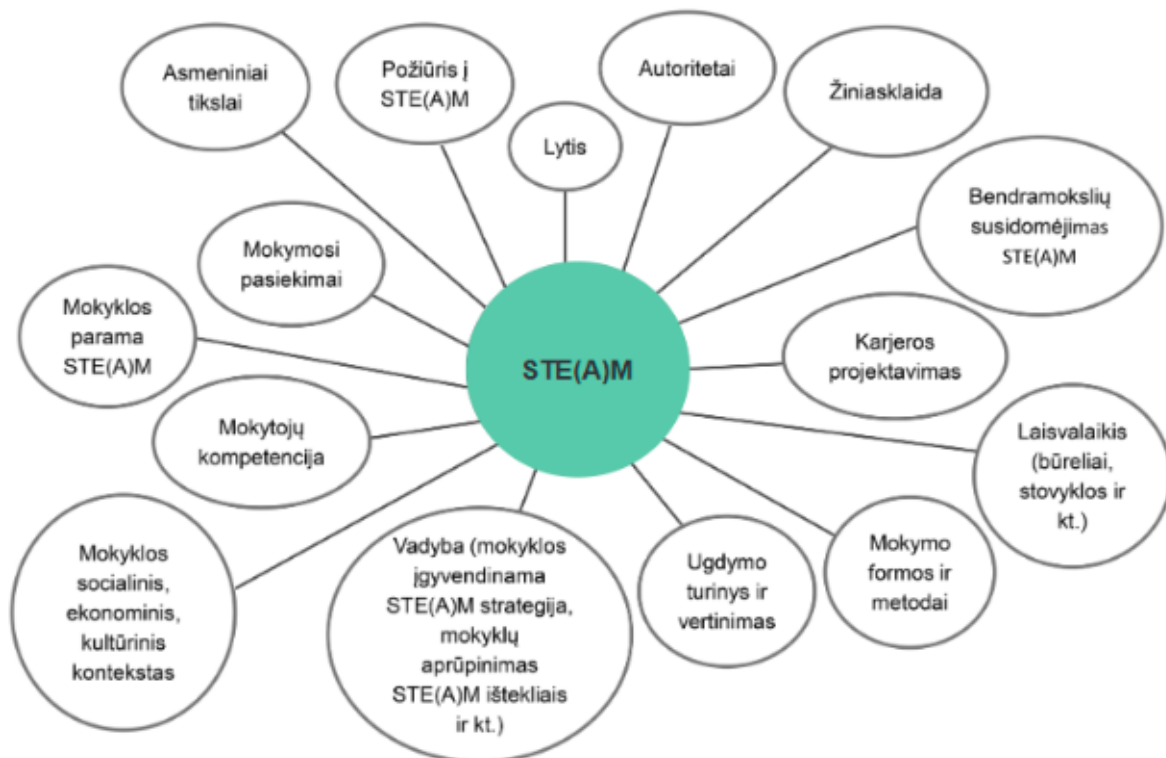 Asmeniniai
tikslai
Požiūris į
STE(A)M
Lytis
Autoritetai
Žiniasklaida
Bendramokslių
susidomėjimas
STE(A)M
Mokymosi
pasiekimai
Mokyklos
parama
STE(A)M
STE(A)M
Karjeros
projektavimas
Mokytojų
kompetencija
Laisvalaikis
(būreliai,
stovyklos ir
kt.)
Mokyklos
socialinis,
ekonominis,
kultūrinis
kontekstas
Vadyba (mokyklos
įgyvendinama
STE(A)M strategija,
mokyklų
aprūpinimas
STE(A)M ištekliais
ir kt.)
Ugdymo
turinys ir
vertinimas
Mokymo
formos ir
metodai